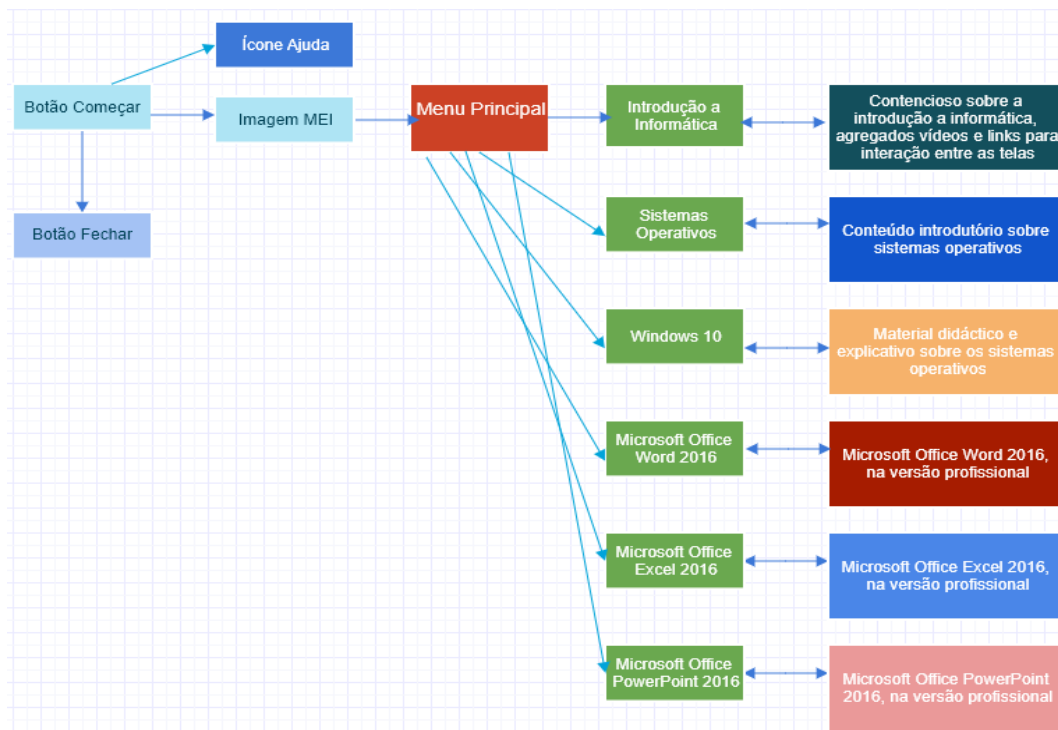 Ícone Ajuda
Botão Começar
Imagem MEI
Botão Fechar
Menu Principal
Introdução a
Informática
Contencioso sobre a
introdução a informática,
agregados vídeos e links para
interação entre as telas
Sistemas
Operativos
Conteúdo introdutório sobre
sistemas operativos
Windows 10
Material didáctico e
explicativo sobre os sistemas
operativos
Microsoft Office
Word 2016
Microsoft Office Word 2016,
na versão profissional
Microsoft Office
Excel 2016
Microsoft Office Excel 2016,
na versão profissional
Microsoft Office
PowerPoint 2016
Microsoft Office PowerPoint
2016, na versão profissional